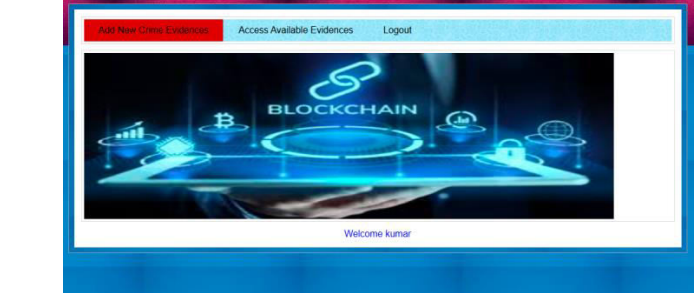 Add New Crime Evidences Access Available Evidences Logout
BLOCKCHAIN
Welcome kumar